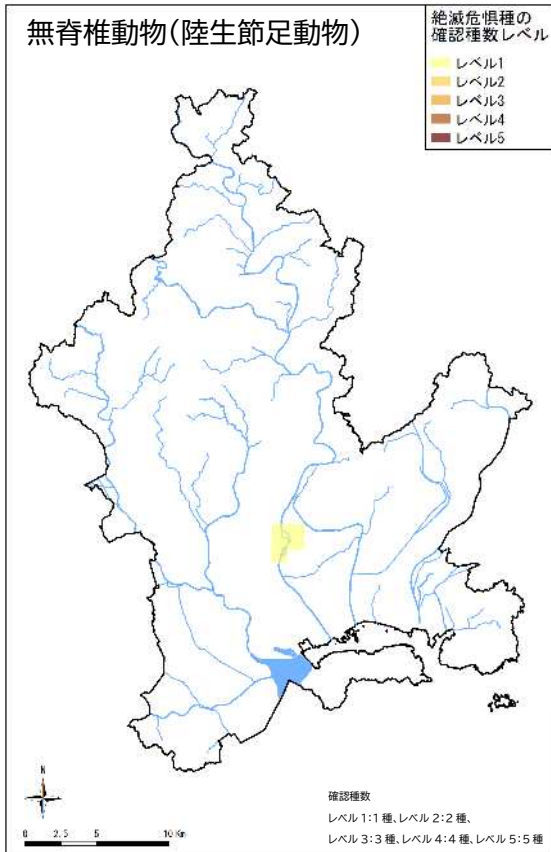 無脊椎動物(陸生節足動物)
絶滅危惧種の
確認種数レベル
レベル1
レベル2
レベル3
レベル4
レベル5
N
0 2.5 5 10 Km
確認種数
レベル 1:1 種、レベル 2:2 種、
レベル 3:3 種、レベル 4:4 種、レベル 5:5 種